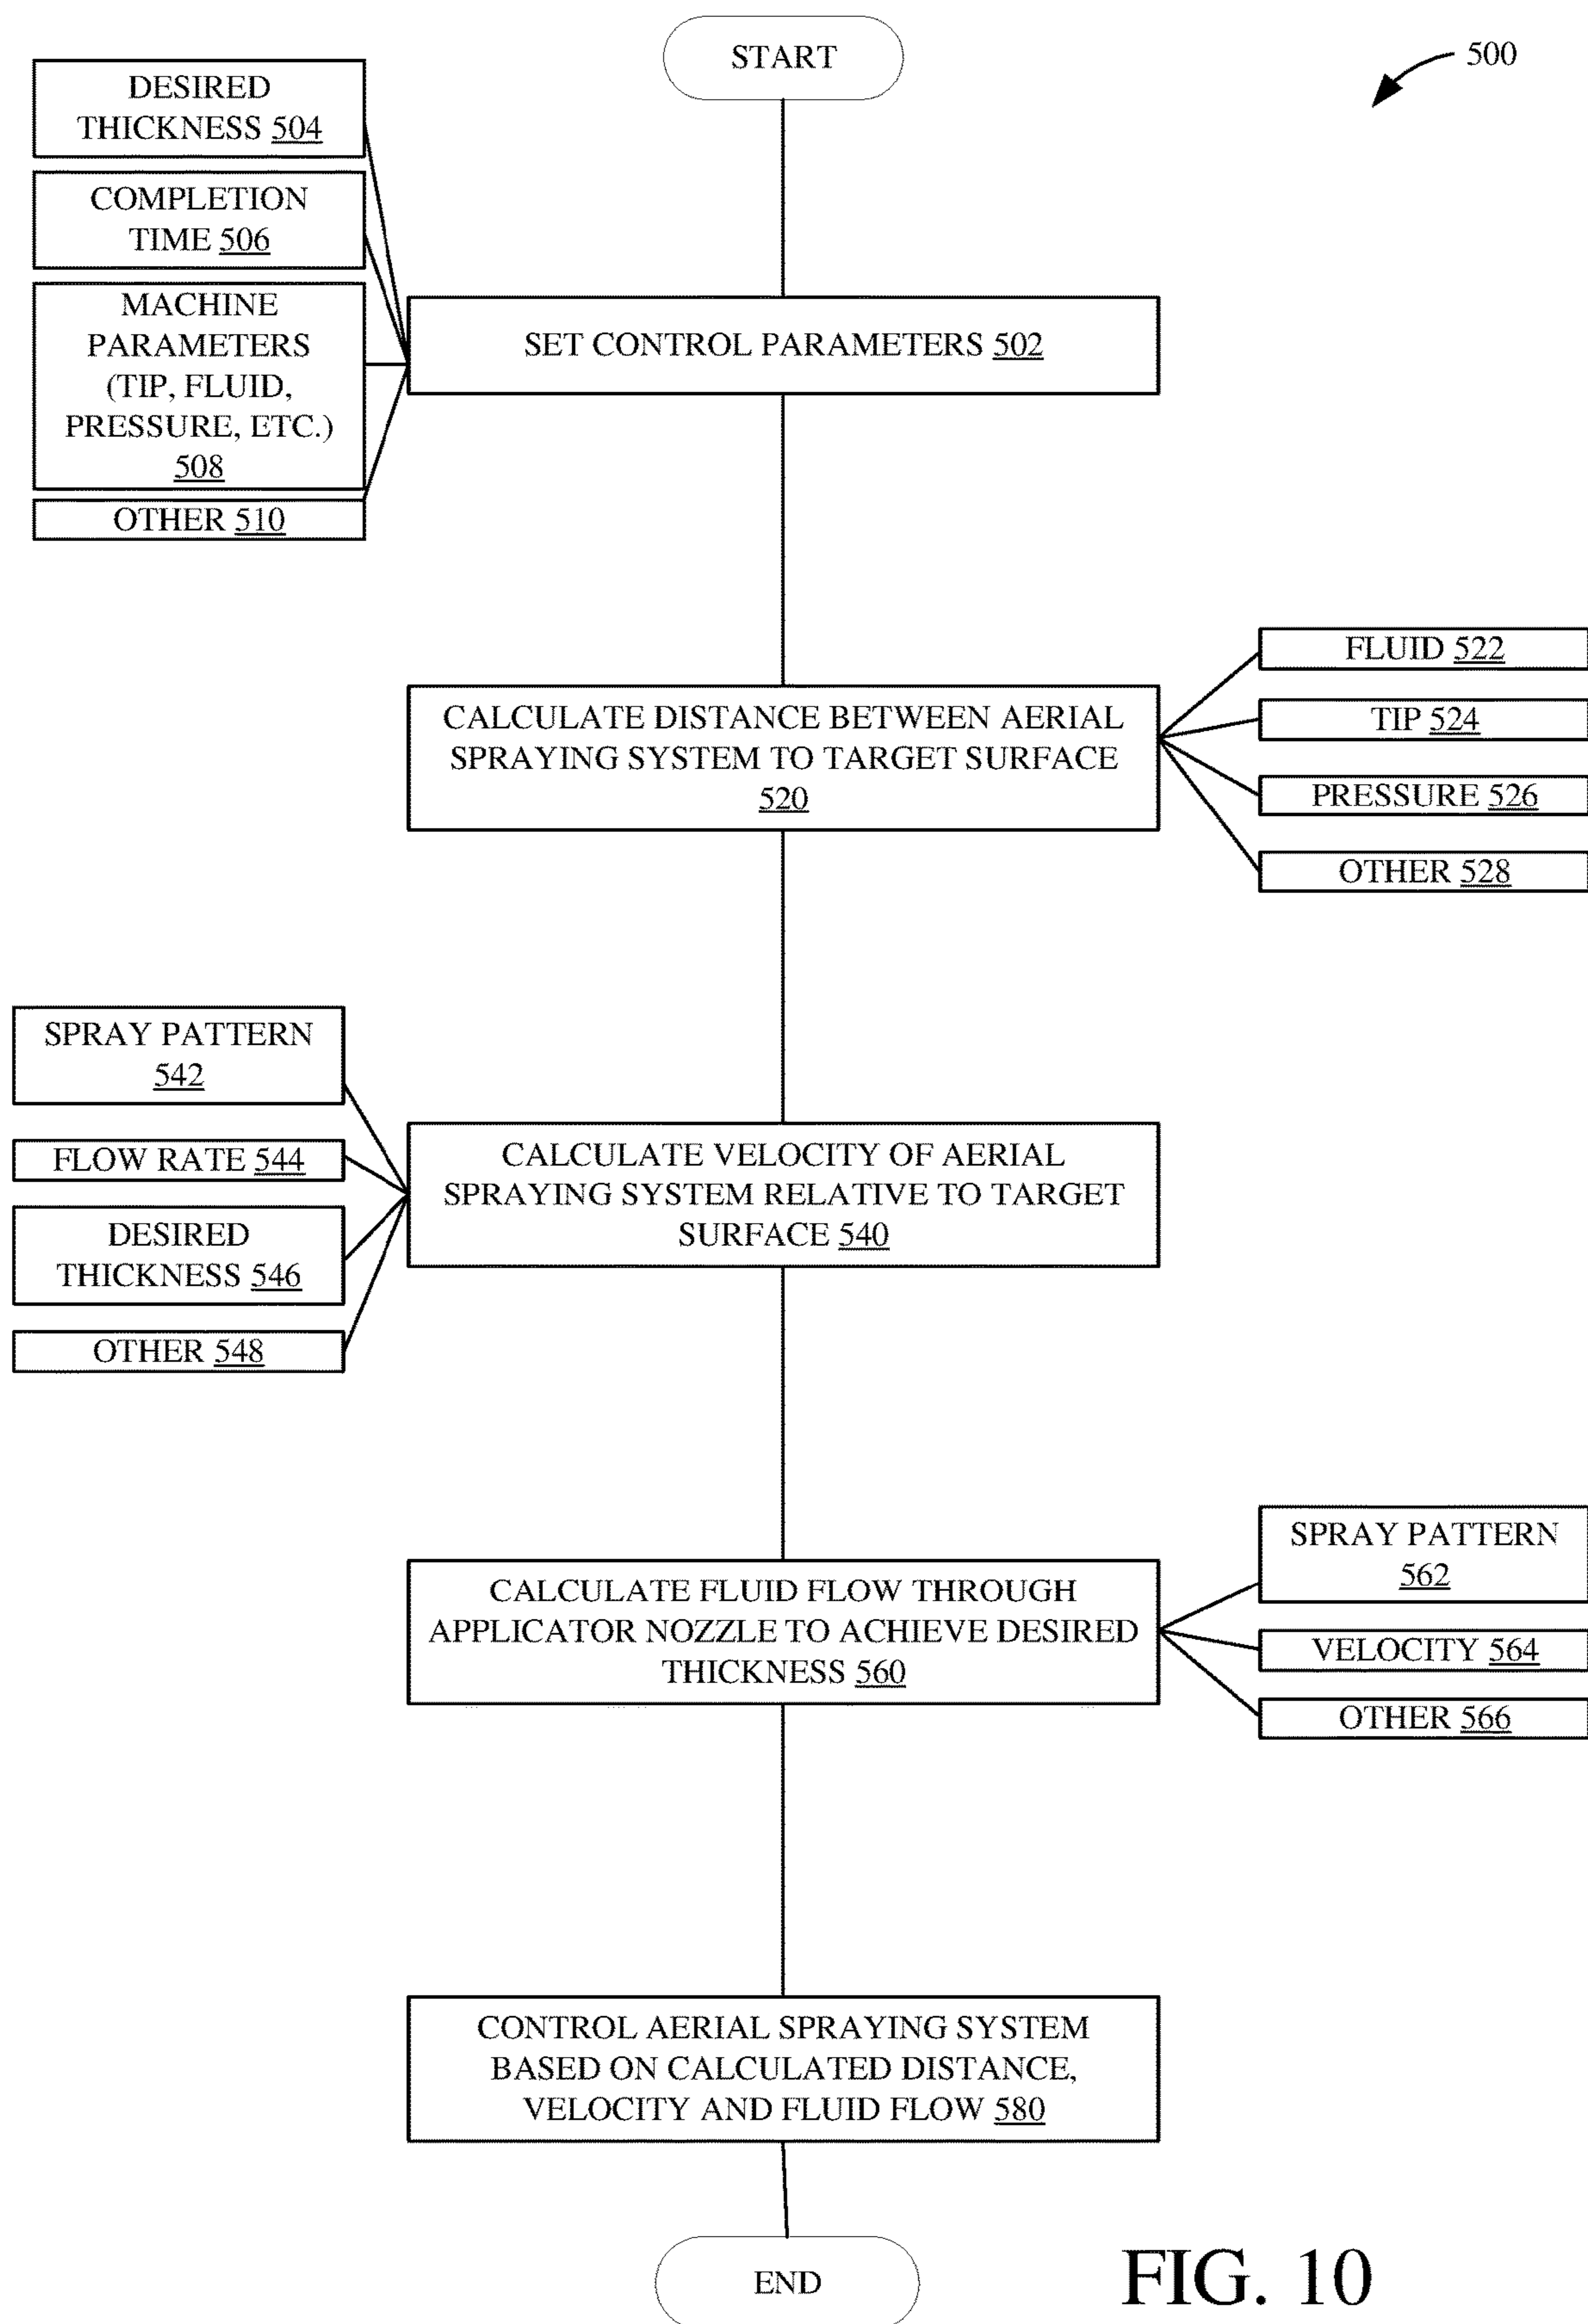 START
500
DESIRED
THICKNESS 504
COMPLETION
TIME 506
MACHINE
PARAMETERS
(TIP, FLUID,
PRESSURE, ETC.)
508
OTHER 510
SET CONTROL PARAMETERS 502
CALCULATE DISTANCE BETWEEN AERIAL
SPRAYING SYSTEM TO TARGET SURFACE
520
FLUID 522
TIP 524
PRESSURE 526
OTHER 528
SPRAY PATTERN
542
FLOW RATE 544
DESIRED
THICKNESS 546
OTHER 548
CALCULATE VELOCITY OF AERIAL
SPRAYING SYSTEM RELATIVE TO TARGET
SURFACE 540
CALCULATE FLUID FLOW THROUGH
APPLICATOR NOZZLE TO ACHIEVE DESIRED
THICKNESS 560
SPRAY PATTERN
562
VELOCITY 564
OTHER 566
CONTROL AERIAL SPRAYING SYSTEM
BASED ON CALCULATED DISTANCE,
VELOCITY AND FLUID FLOW 580
END
FIG. 10